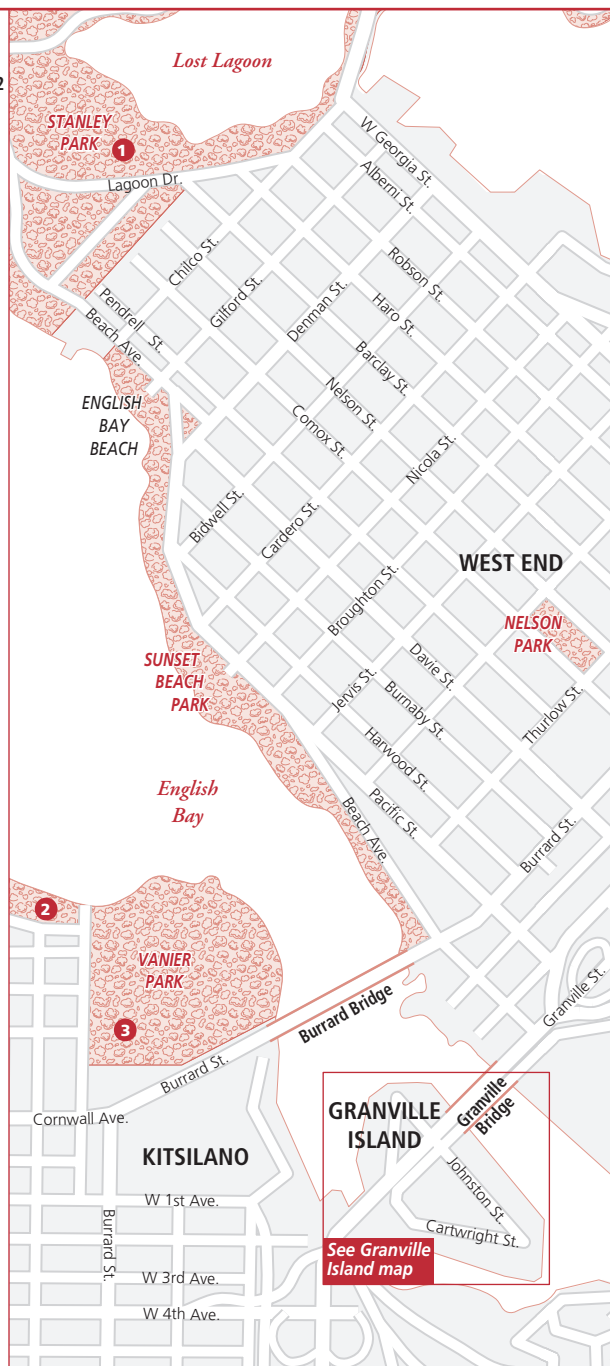 2
Lost Lagoon
STANLEY
PARK
1
W Georgia St.
Lagoon Dr.
Alberni St.
Chilco St.
Robson St.
Gilford St.
Pendrell St.
Denman St.
Haro St.
Beach Ave.
Barclay St.
Nelson St.
ENGLISH
BAY
BEACH
Comox St.
Nicola St.
Bidwell St.
Cardero St.
WEST END
Broughton St.
NELSON
PARK
SUNSET
BEACH
PARK
Davie St.
Jervis St.
Burnaby St.
Thurlow St.
Harwood St.
English
Bay
Pacific St.
Beach Ave.
Burrard St.
2
VANIER
PARK
Granville St.
Burrard Bridge
3
Burrard St.
Granville
Bridge
GRANVILLE
ISLAND
Cornwall Ave.
KITSILANO
Johnston St.
W 1st Ave.
Cartwright St.
Burrard St.
See Granville
Island map
W 3rd Ave.
W 4th Ave.